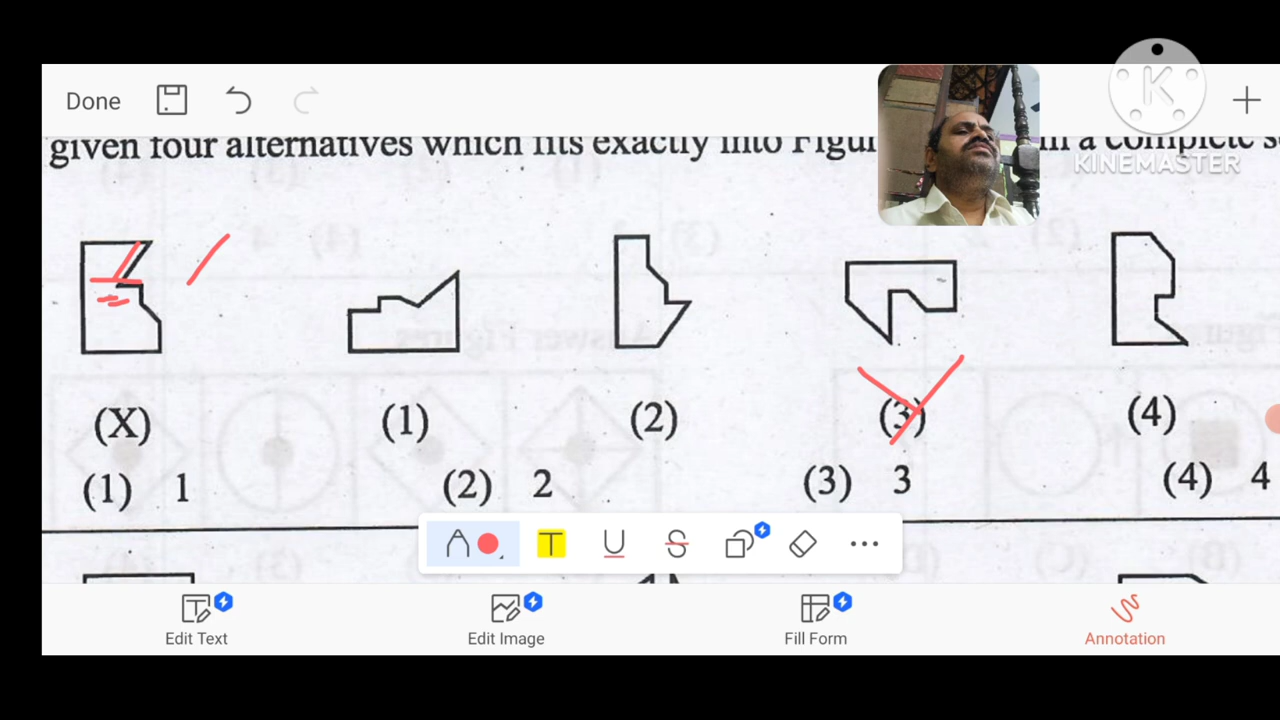 Done
KINEMASTER
given four alternatives which fits exactly into Figu
in a complete s
(X) (1) (2) (3) (4)
(1) 1 (2) 2 (3) 3 (4) 4
Edit Text Edit Image Fill Form Annotation